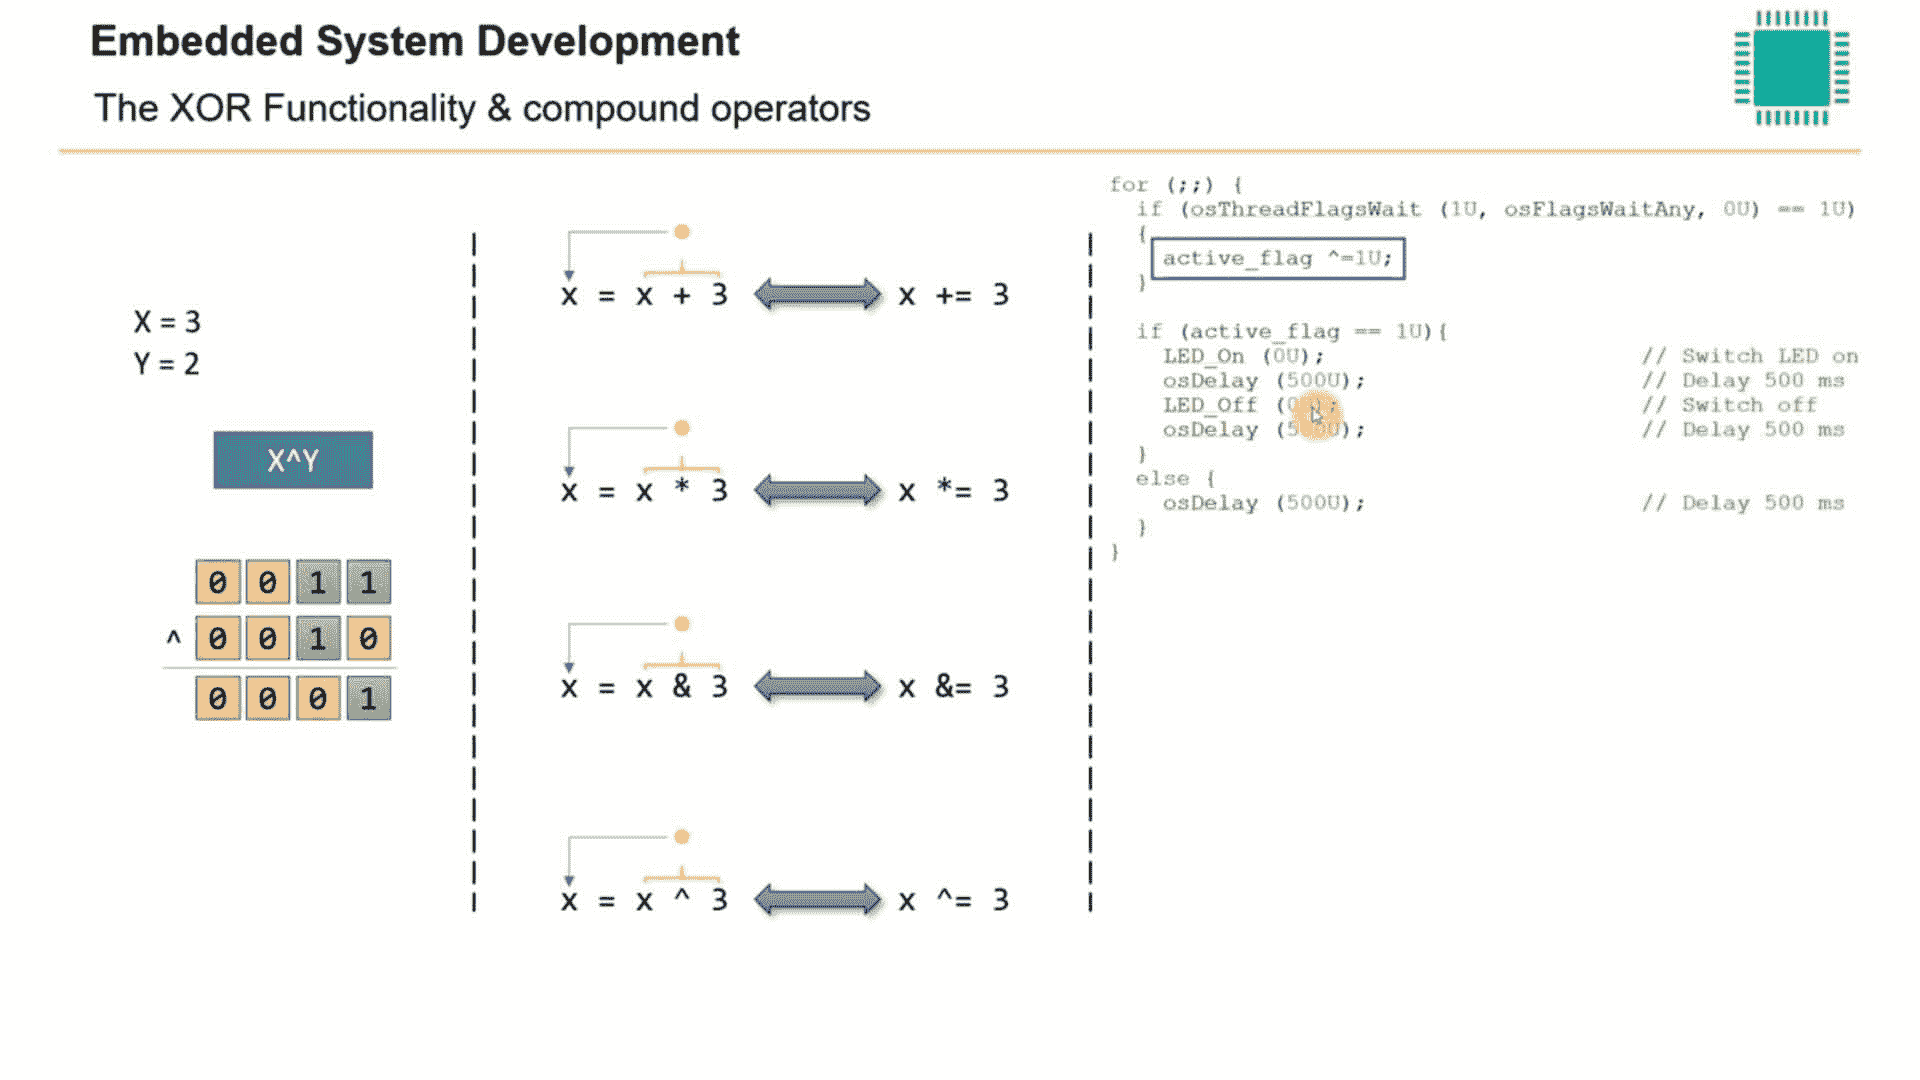 Embedded System Development
The XOR Functionality & compound operators
X = 3
Y = 2
X^Y
0 0 1 1
^ 0 0 1 0
0 0 0 1
x = x + 3 x += 3
x = x * 3 x *= 3
x = x & 3 x &= 3
x = x ^ 3 x ^= 3
for (;;) {
if (osThreadFlagsWait (1U, osFlagsWaitAny, 0U) == 1U)
{
active_flag ^=1U;
}
if (active_flag == 1U){
LED_On (0U); // Switch LED on
osDelay (500U); // Delay 500 ms
LED_Off (0U); // Switch off
osDelay (500U); // Delay 500 ms
}
else {
osDelay (500U); // Delay 500 ms
}
}